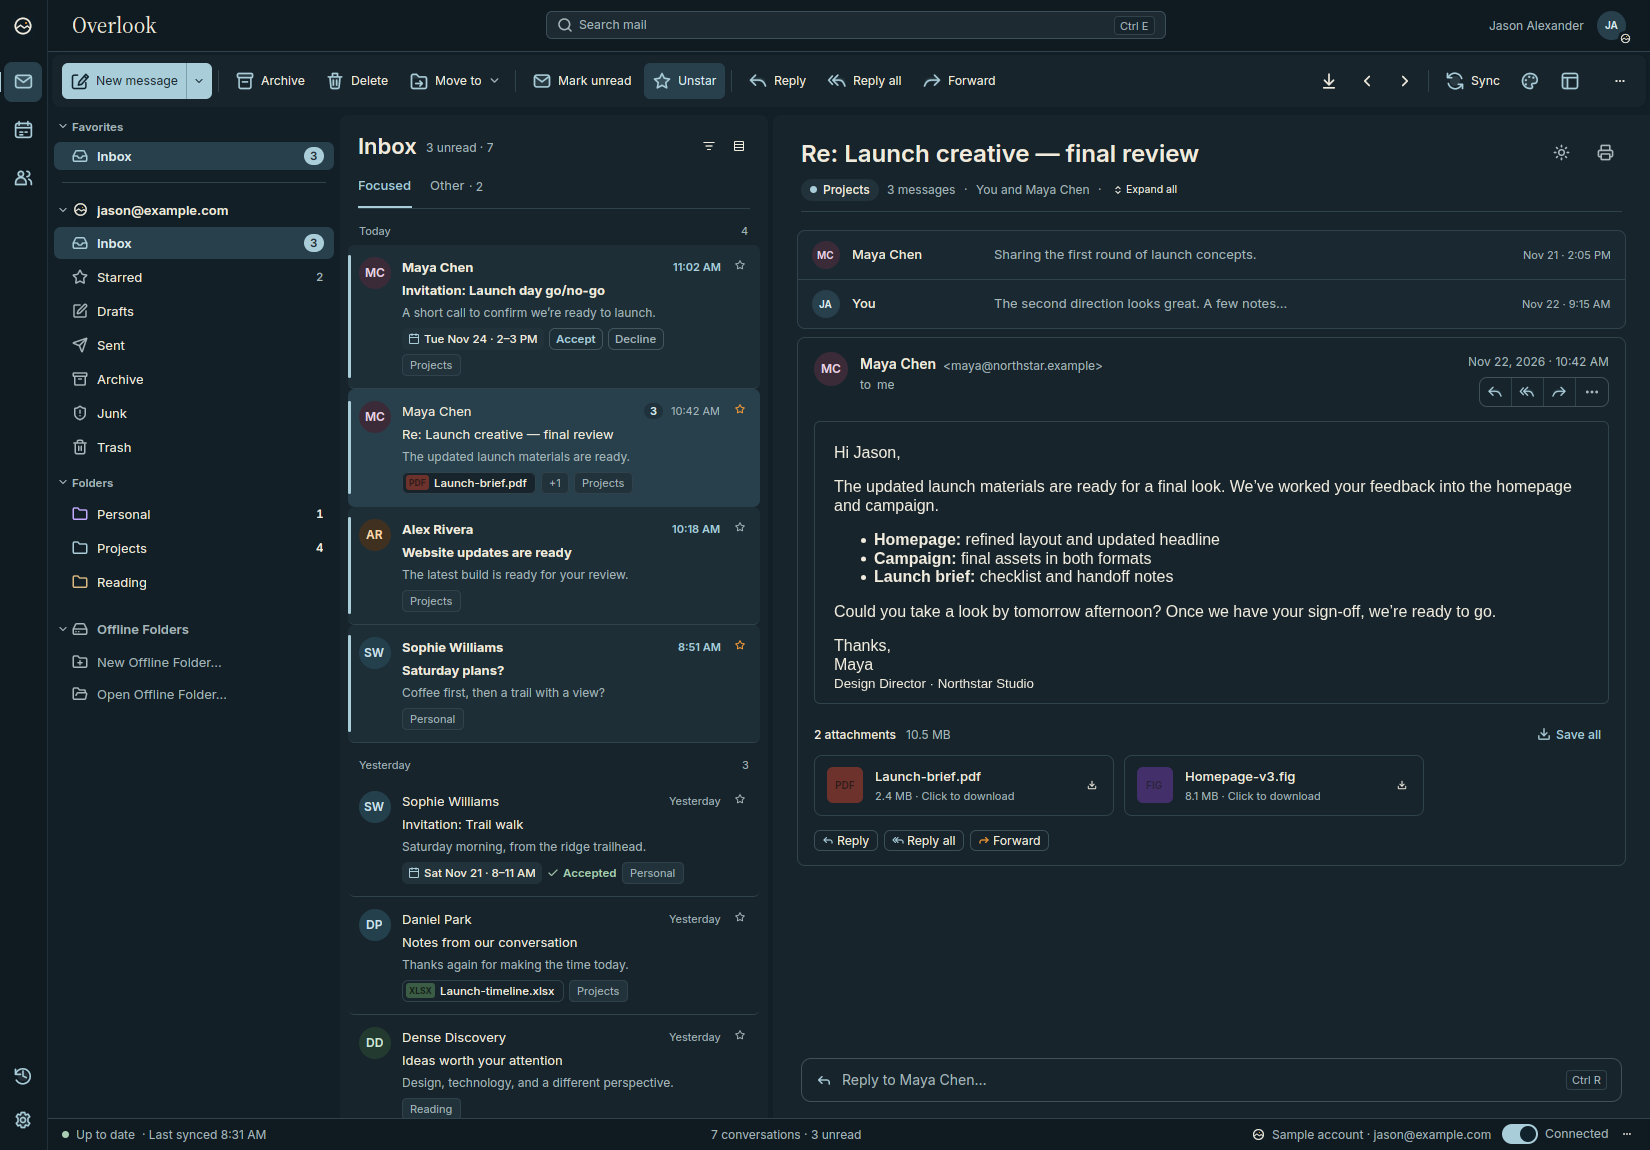 Overlook
Search mail
Ctrl E
Jason Alexander
JA
New message
Archive
Delete
Move to
Mark unread
Unstar
Reply
Reply all
Forward
Sync
Favorites
Inbox
3
jason@example.com
Inbox
3
Starred
2
Drafts
Sent
Archive
Junk
Trash
Folders
Personal
1
Projects
4
Reading
Offline Folders
New Offline Folder...
Open Offline Folder...
Inbox
3 unread · 7
Focused
Other · 2
Today
4
MC
Maya Chen
11:02 AM
Invitation: Launch day go/no-go
A short call to confirm we're ready to launch.
Tue Nov 24 · 2–3 PM
Accept
Decline
Projects
MC
Maya Chen
3
10:42 AM
Re: Launch creative — final review
The updated launch materials are ready.
PDF
Launch-brief.pdf
+1
Projects
AR
Alex Rivera
10:18 AM
Website updates are ready
The latest build is ready for your review.
Projects
SW
Sophie Williams
8:51 AM
Saturday plans?
Coffee first, then a trail with a view?
Personal
Yesterday
3
SW
Sophie Williams
Yesterday
Invitation: Trail walk
Saturday morning, from the ridge trailhead.
Sat Nov 21 · 8–11 AM
Accepted
Personal
DP
Daniel Park
Yesterday
Notes from our conversation
Thanks again for making the time today.
XLSX
Launch-timeline.xlsx
Projects
DD
Dense Discovery
Yesterday
Ideas worth your attention
Design, technology, and a different perspective.
Reading
Re: Launch creative — final review
Projects
3 messages · You and Maya Chen ·
Expand all
MC
Maya Chen
Sharing the first round of launch concepts.
Nov 21 · 2:05 PM
JA
You
The second direction looks great. A few notes...
Nov 22 · 9:15 AM
MC
Maya Chen <maya@northstar.example>
to me
Nov 22, 2026 · 10:42 AM
Hi Jason,
The updated launch materials are ready for a final look. We've worked your feedback into the homepage
and campaign.
• Homepage: refined layout and updated headline
• Campaign: final assets in both formats
• Launch brief: checklist and handoff notes
Could you take a look by tomorrow afternoon? Once we have your sign-off, we're ready to go.
Thanks,
Maya
Design Director · Northstar Studio
2 attachments 10.5 MB
Save all
PDF
Launch-brief.pdf
2.4 MB · Click to download
FIG
Homepage-v3.fig
8.1 MB · Click to download
Reply
Reply all
Forward
Reply to Maya Chen...
Ctrl R
Up to date · Last synced 8:31 AM
7 conversations · 3 unread
Sample account · jason@example.com
Connected